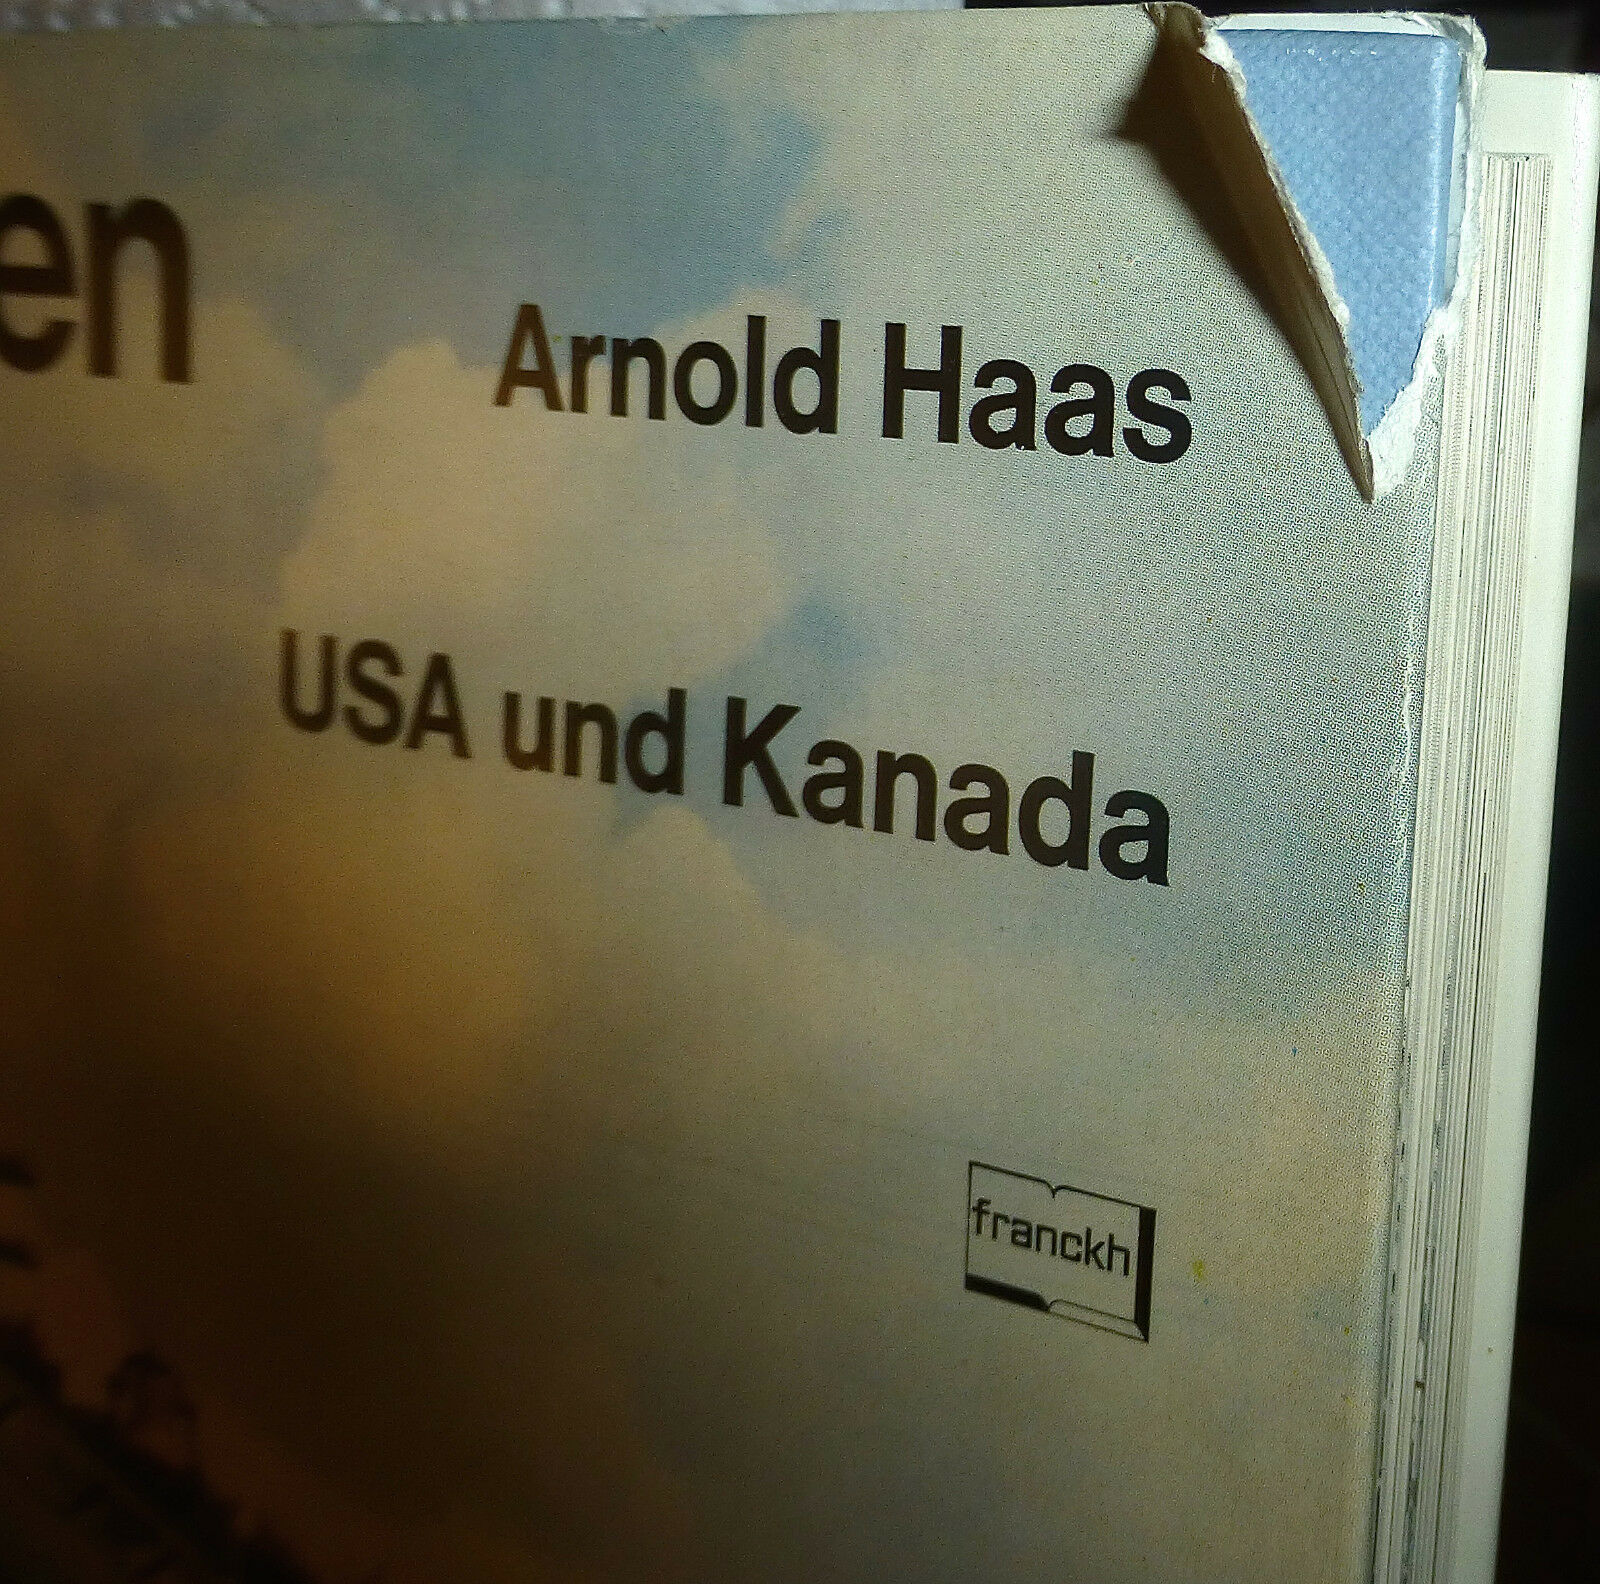 en
Arnold Haas
USA und Kanada
franckh